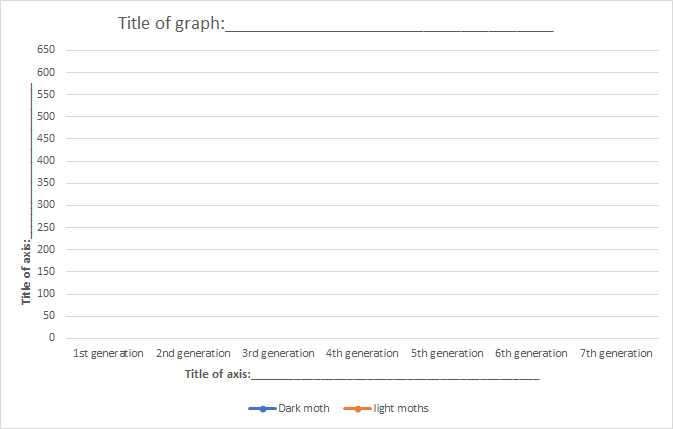 Title of graph:___________________________________
650
600
550
500
450
400
350
300
250
200
150
100
50
0
Title of axis:____________________
1st generation 2nd generation 3rd generation 4th generation 5th generation 6th generation 7th generation
Title of axis:________________________________________
Dark moth light moths